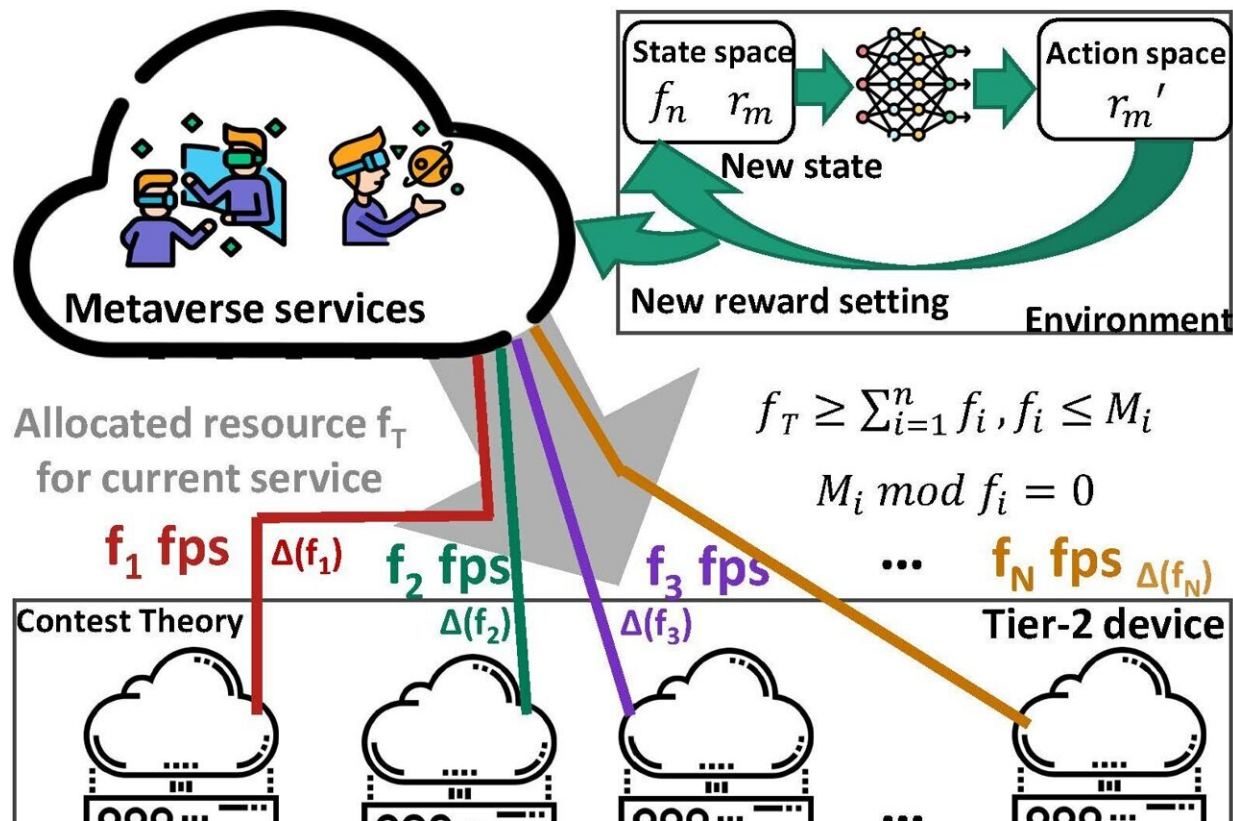 State space
f_n r_m
Action space
r_m'
New state
New reward setting
Environment
Metaverse services
Allocated resource f_T
for current service
f_T ≥ ∑_{i=1}^{n} f_i , f_i ≤ M_i
M_i mod f_i = 0
f_1 fps Δ(f_1)
f_2 fps Δ(f_2)
f_3 fps Δ(f_3)
...
f_N fps Δ(f_N)
Contest Theory
Tier-2 device
...